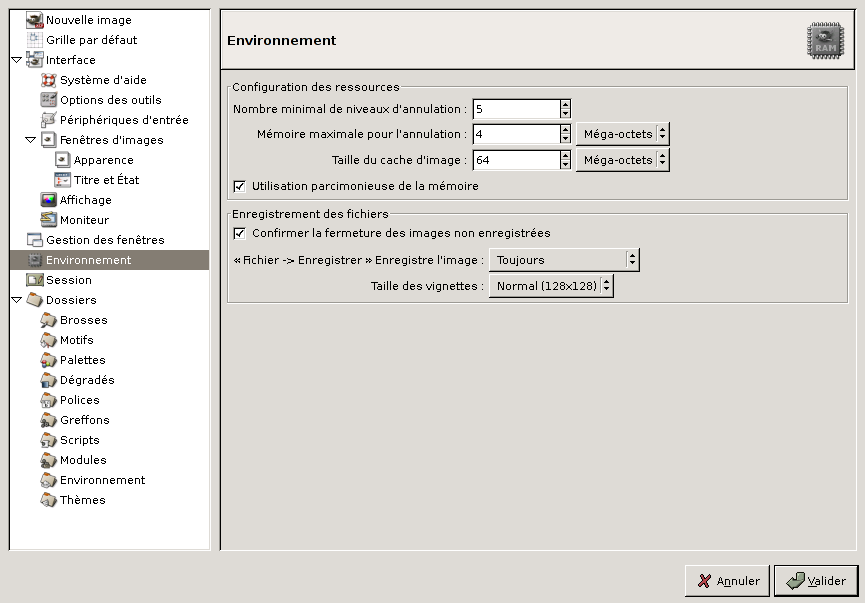 Nouvelle image
Grille par défaut
Interface
Système d'aide
Options des outils
Périphériques d'entrée
Fenêtres d'images
Apparence
Titre et État
Affichage
Moniteur
Gestion des fenêtres
Environnement
Session
Dossiers
Brosses
Motifs
Palettes
Dégradés
Polices
Greffons
Scripts
Modules
Environnement
Thèmes
Environnement
RAM
Configuration des ressources
Nombre minimal de niveaux d'annulation : 5
Mémoire maximale pour l'annulation : 4 Méga-octets
Taille du cache d'image : 64 Méga-octets
Utilisation parcimonieuse de la mémoire
Enregistrement des fichiers
Confirmer la fermeture des images non enregistrées
« Fichier -> Enregistrer » Enregistre l'image : Toujours
Taille des vignettes : Normal (128x128)
Annuler Valider